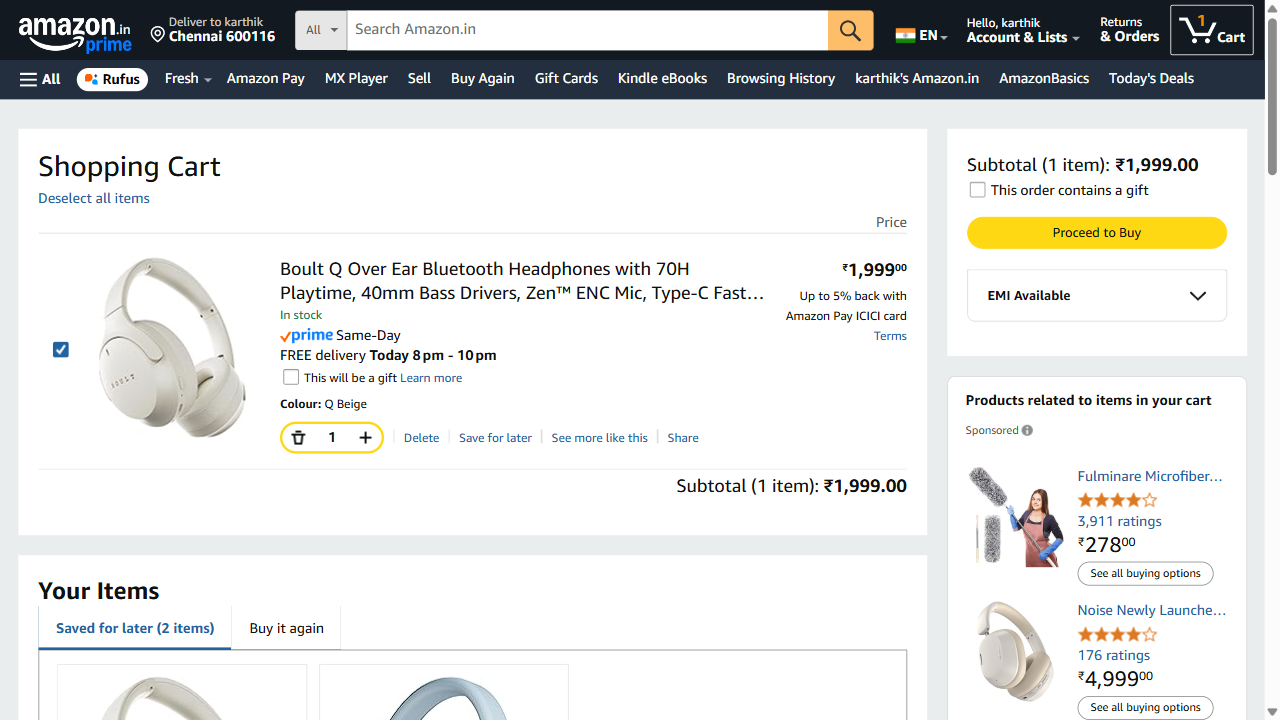 amazon.in
prime
Deliver to karthik
Chennai 600116
All
Search Amazon.in
EN
Hello, karthik
Account & Lists
Returns
& Orders
1
Cart
All
Rufus
Fresh
Amazon Pay
MX Player
Sell
Buy Again
Gift Cards
Kindle eBooks
Browsing History
karthik's Amazon.in
AmazonBasics
Today's Deals
Shopping Cart
Deselect all items
Price
BOULT
Boult Q Over Ear Bluetooth Headphones with 70H
Playtime, 40mm Bass Drivers, Zen™ ENC Mic, Type-C Fast…
₹1,999⁰⁰
Up to 5% back with
Amazon Pay ICICI card
Terms
In stock
prime Same-Day
FREE delivery Today 8 pm - 10 pm
This will be a gift Learn more
Colour: Q Beige
1
Delete
Save for later
See more like this
Share
Subtotal (1 item): ₹1,999.00
Your Items
Saved for later (2 items)
Buy it again
Subtotal (1 item): ₹1,999.00
This order contains a gift
Proceed to Buy
EMI Available
Products related to items in your cart
Sponsored
Fulminare Microfiber…
3,911 ratings
₹278⁰⁰
See all buying options
Noise Newly Launche…
176 ratings
₹4,999⁰⁰
See all buying options